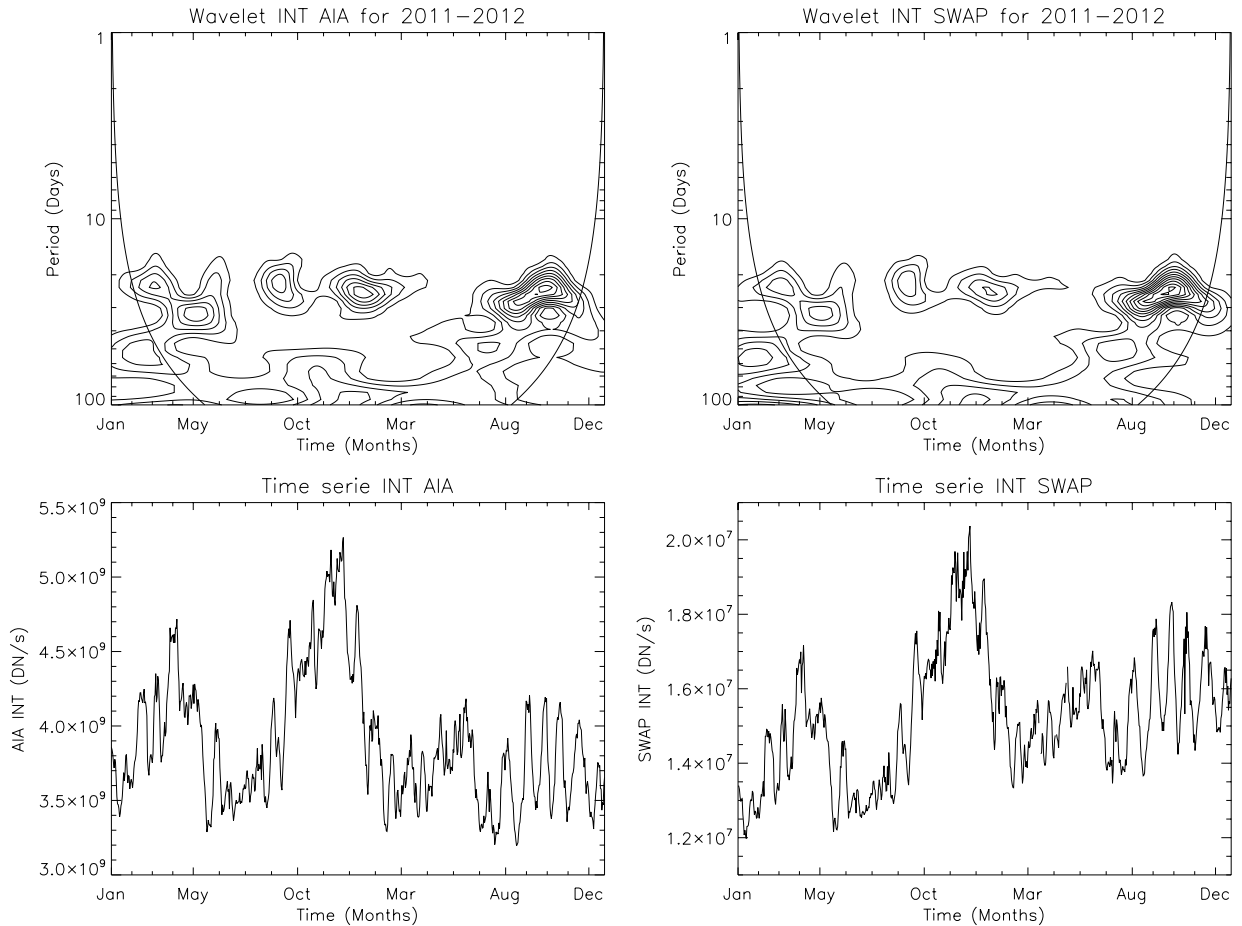 Wavelet INT AIA for 2011−2012
Period (Days)
1
10
100
Jan May Oct Mar Aug Dec
Time (Months)
Wavelet INT SWAP for 2011−2012
Period (Days)
1
10
100
Jan May Oct Mar Aug Dec
Time (Months)
Time serie INT AIA
AIA INT (DN/s)
5.5×10⁹
5.0×10⁹
4.5×10⁹
4.0×10⁹
3.5×10⁹
3.0×10⁹
Jan May Oct Mar Aug Dec
Time (Months)
Time serie INT SWAP
SWAP INT (DN/s)
2.0×10⁷
1.8×10⁷
1.6×10⁷
1.4×10⁷
1.2×10⁷
Jan May Oct Mar Aug Dec
Time (Months)